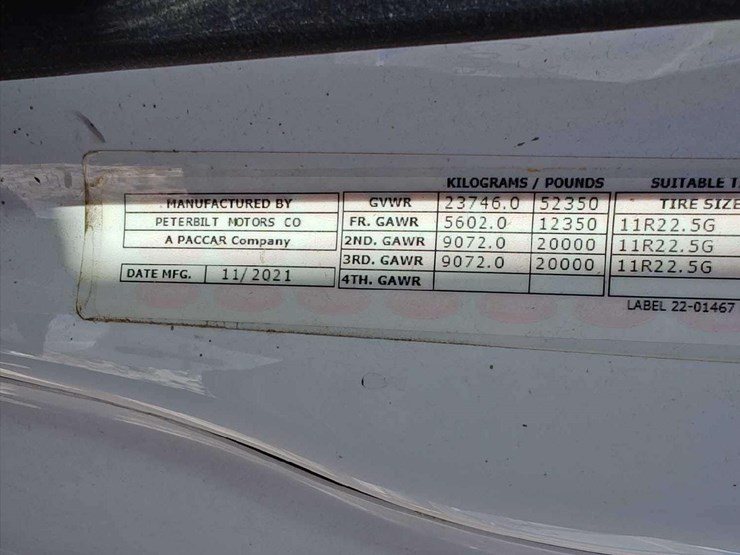 KILOGRAMS / POUNDS SUITABLE
MANUFACTURED BY GVWR 23746.0 52350 TIRE SIZE
PETERBILT MOTORS CO FR. GAWR 5602.0 12350 11R22.5G
A PACCAR Company 2ND. GAWR 9072.0 20000 11R22.5G
3RD. GAWR 9072.0 20000 11R22.5G
DATE MFG. 11/2021 4TH. GAWR
LABEL 22-01467